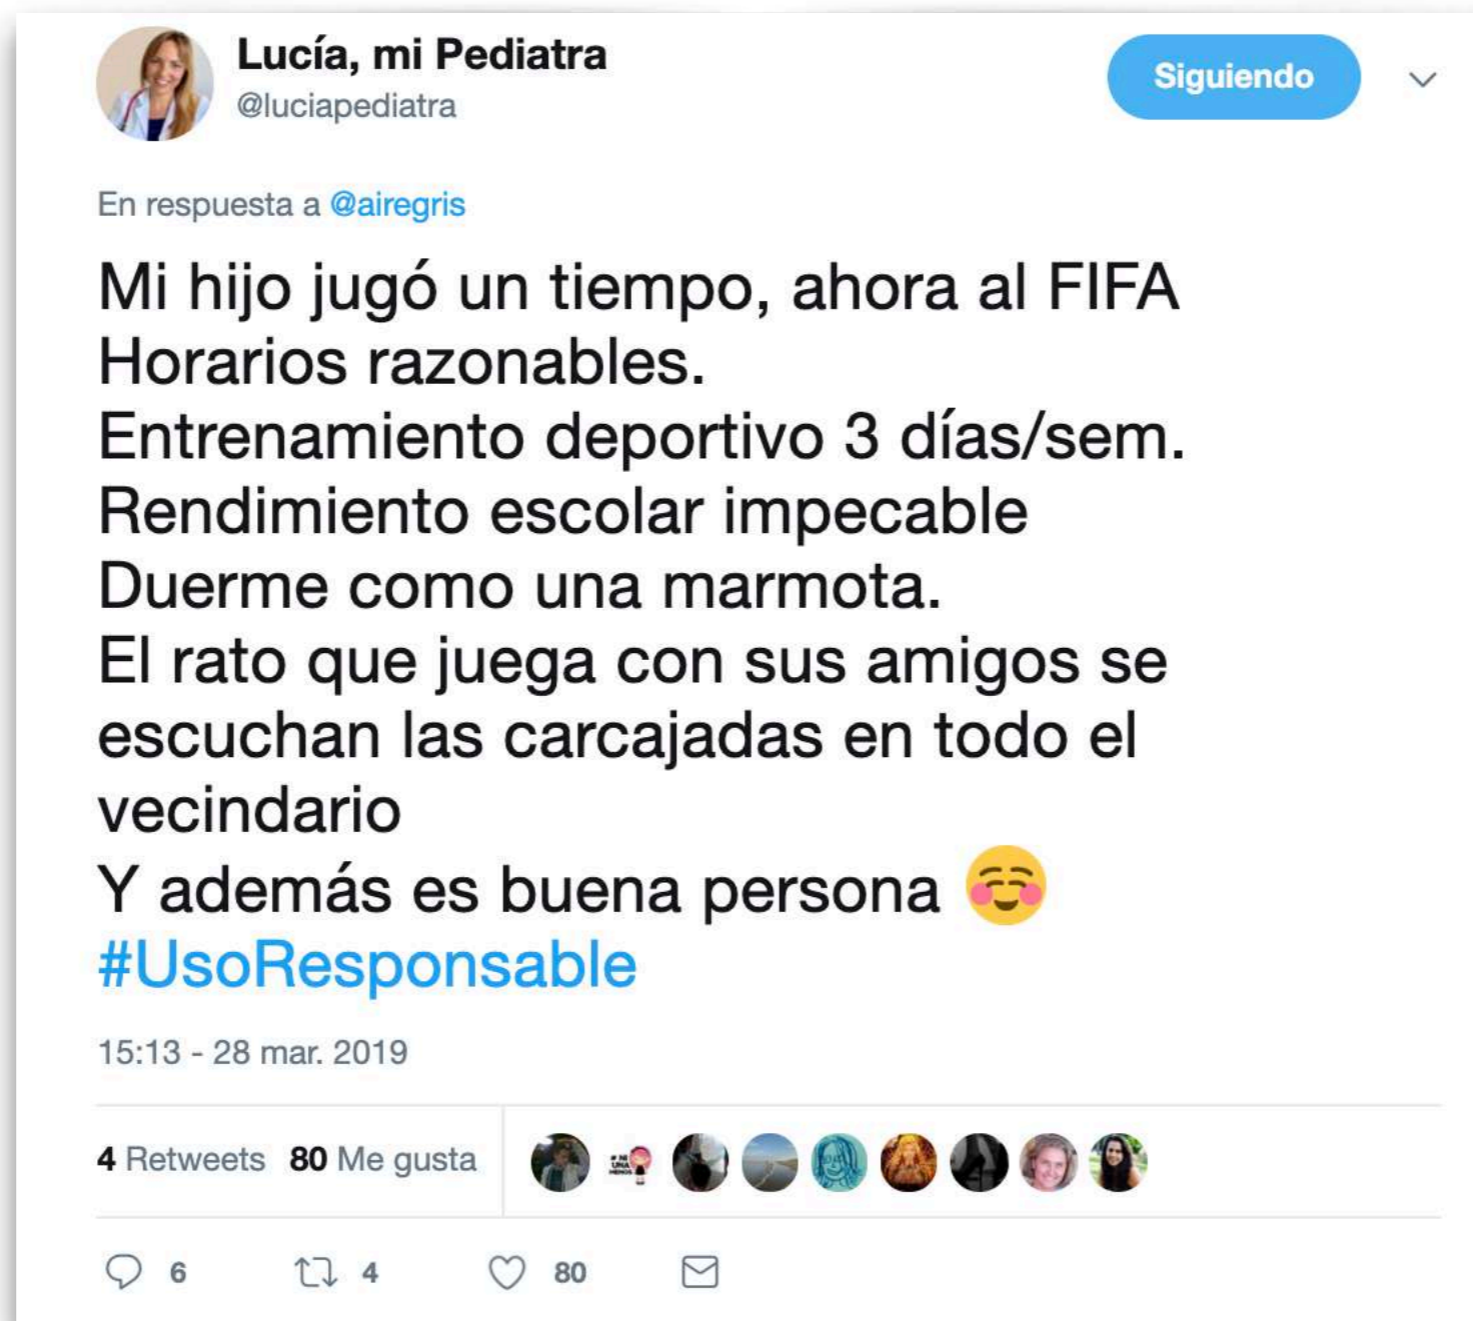 Lucía, mi Pediatra
@luciapediatra
Siguiendo
En respuesta a @airegris
Mi hijo jugó un tiempo, ahora al FIFA
Horarios razonables.
Entrenamiento deportivo 3 días/sem.
Rendimiento escolar impecable
Duerme como una marmota.
El rato que juega con sus amigos se
escuchan las carcajadas en todo el
vecindario
Y además es buena persona ☺️
#UsoResponsable
15:13 - 28 mar. 2019
4 Retweets 80 Me gusta
# NI
UNA
MENOS
6 4 80